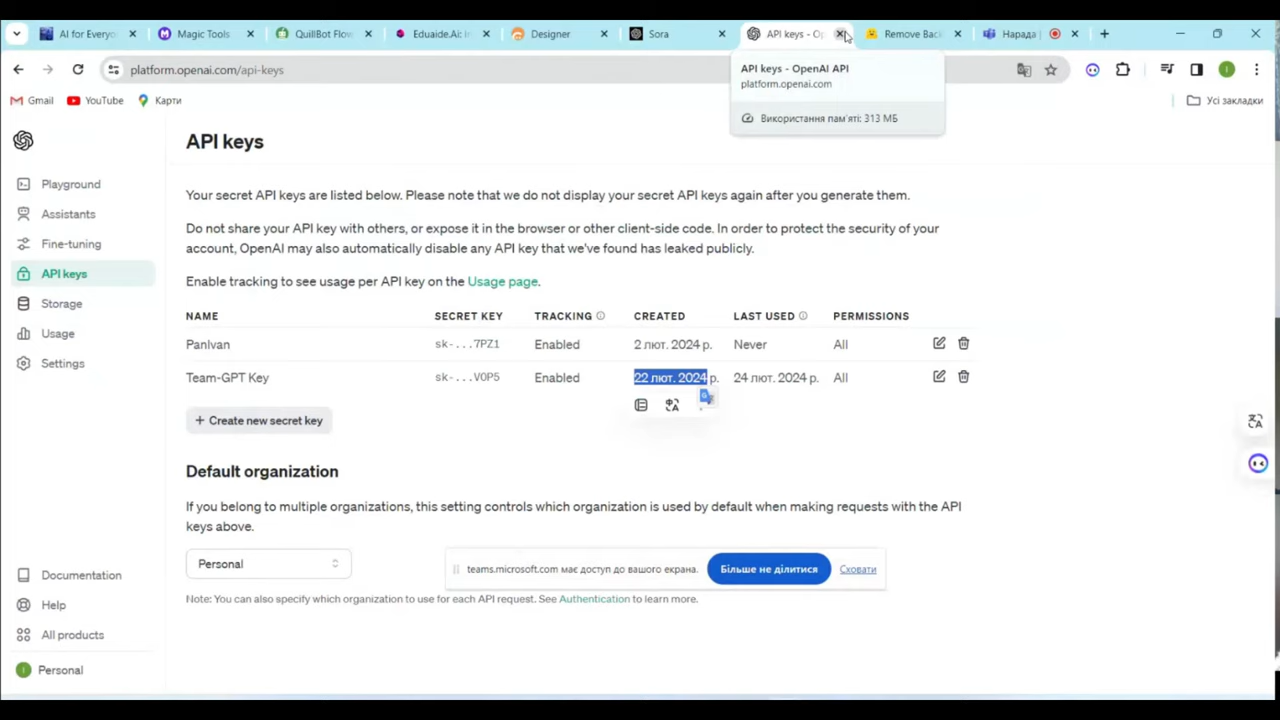 AI for Everyo
Magic Tools
QuillBot Flow
Eduaide.Ai: In
Designer
Sora
API keys - Op
Remove Back
Нарада
platform.openai.com/api-keys
API keys - OpenAI API
platform.openai.com
Використання пам'яті: 313 МБ
Gmail
YouTube
Карти
Усі закладки
API keys
Playground
Assistants
Fine-tuning
API keys
Storage
Usage
Settings
Your secret API keys are listed below. Please note that we do not display your secret API keys again after you generate them.
Do not share your API key with others, or expose it in the browser or other client-side code. In order to protect the security of your
account, OpenAI may also automatically disable any API key that we've found has leaked publicly.
Enable tracking to see usage per API key on the Usage page.
NAME SECRET KEY TRACKING CREATED LAST USED PERMISSIONS
PanIvan sk-...7PZ1 Enabled 2 лют. 2024 р. Never All
Team-GPT Key sk-...V0P5 Enabled 22 лют. 2024 р. 24 лют. 2024 р. All
+ Create new secret key
Default organization
If you belong to multiple organizations, this setting controls which organization is used by default when making requests with the API
keys above.
Personal
teams.microsoft.com має доступ до вашого екрана. Більше не ділитися Сховати
Note: You can also specify which organization to use for each API request. See Authentication to learn more.
Documentation
Help
All products
Personal